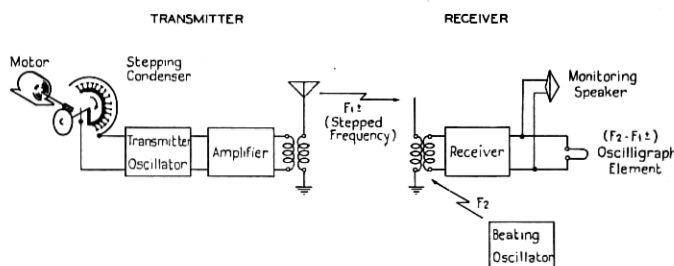 TRANSMITTER
RECEIVER
Motor
Stepping
Condenser
Transmitter
Oscillator
Amplifier
F1±
(Stepped
Frequency)
Receiver
Monitoring
Speaker
(F2-F1±)
Oscilligraph
Element
F2
Beating
Oscillator